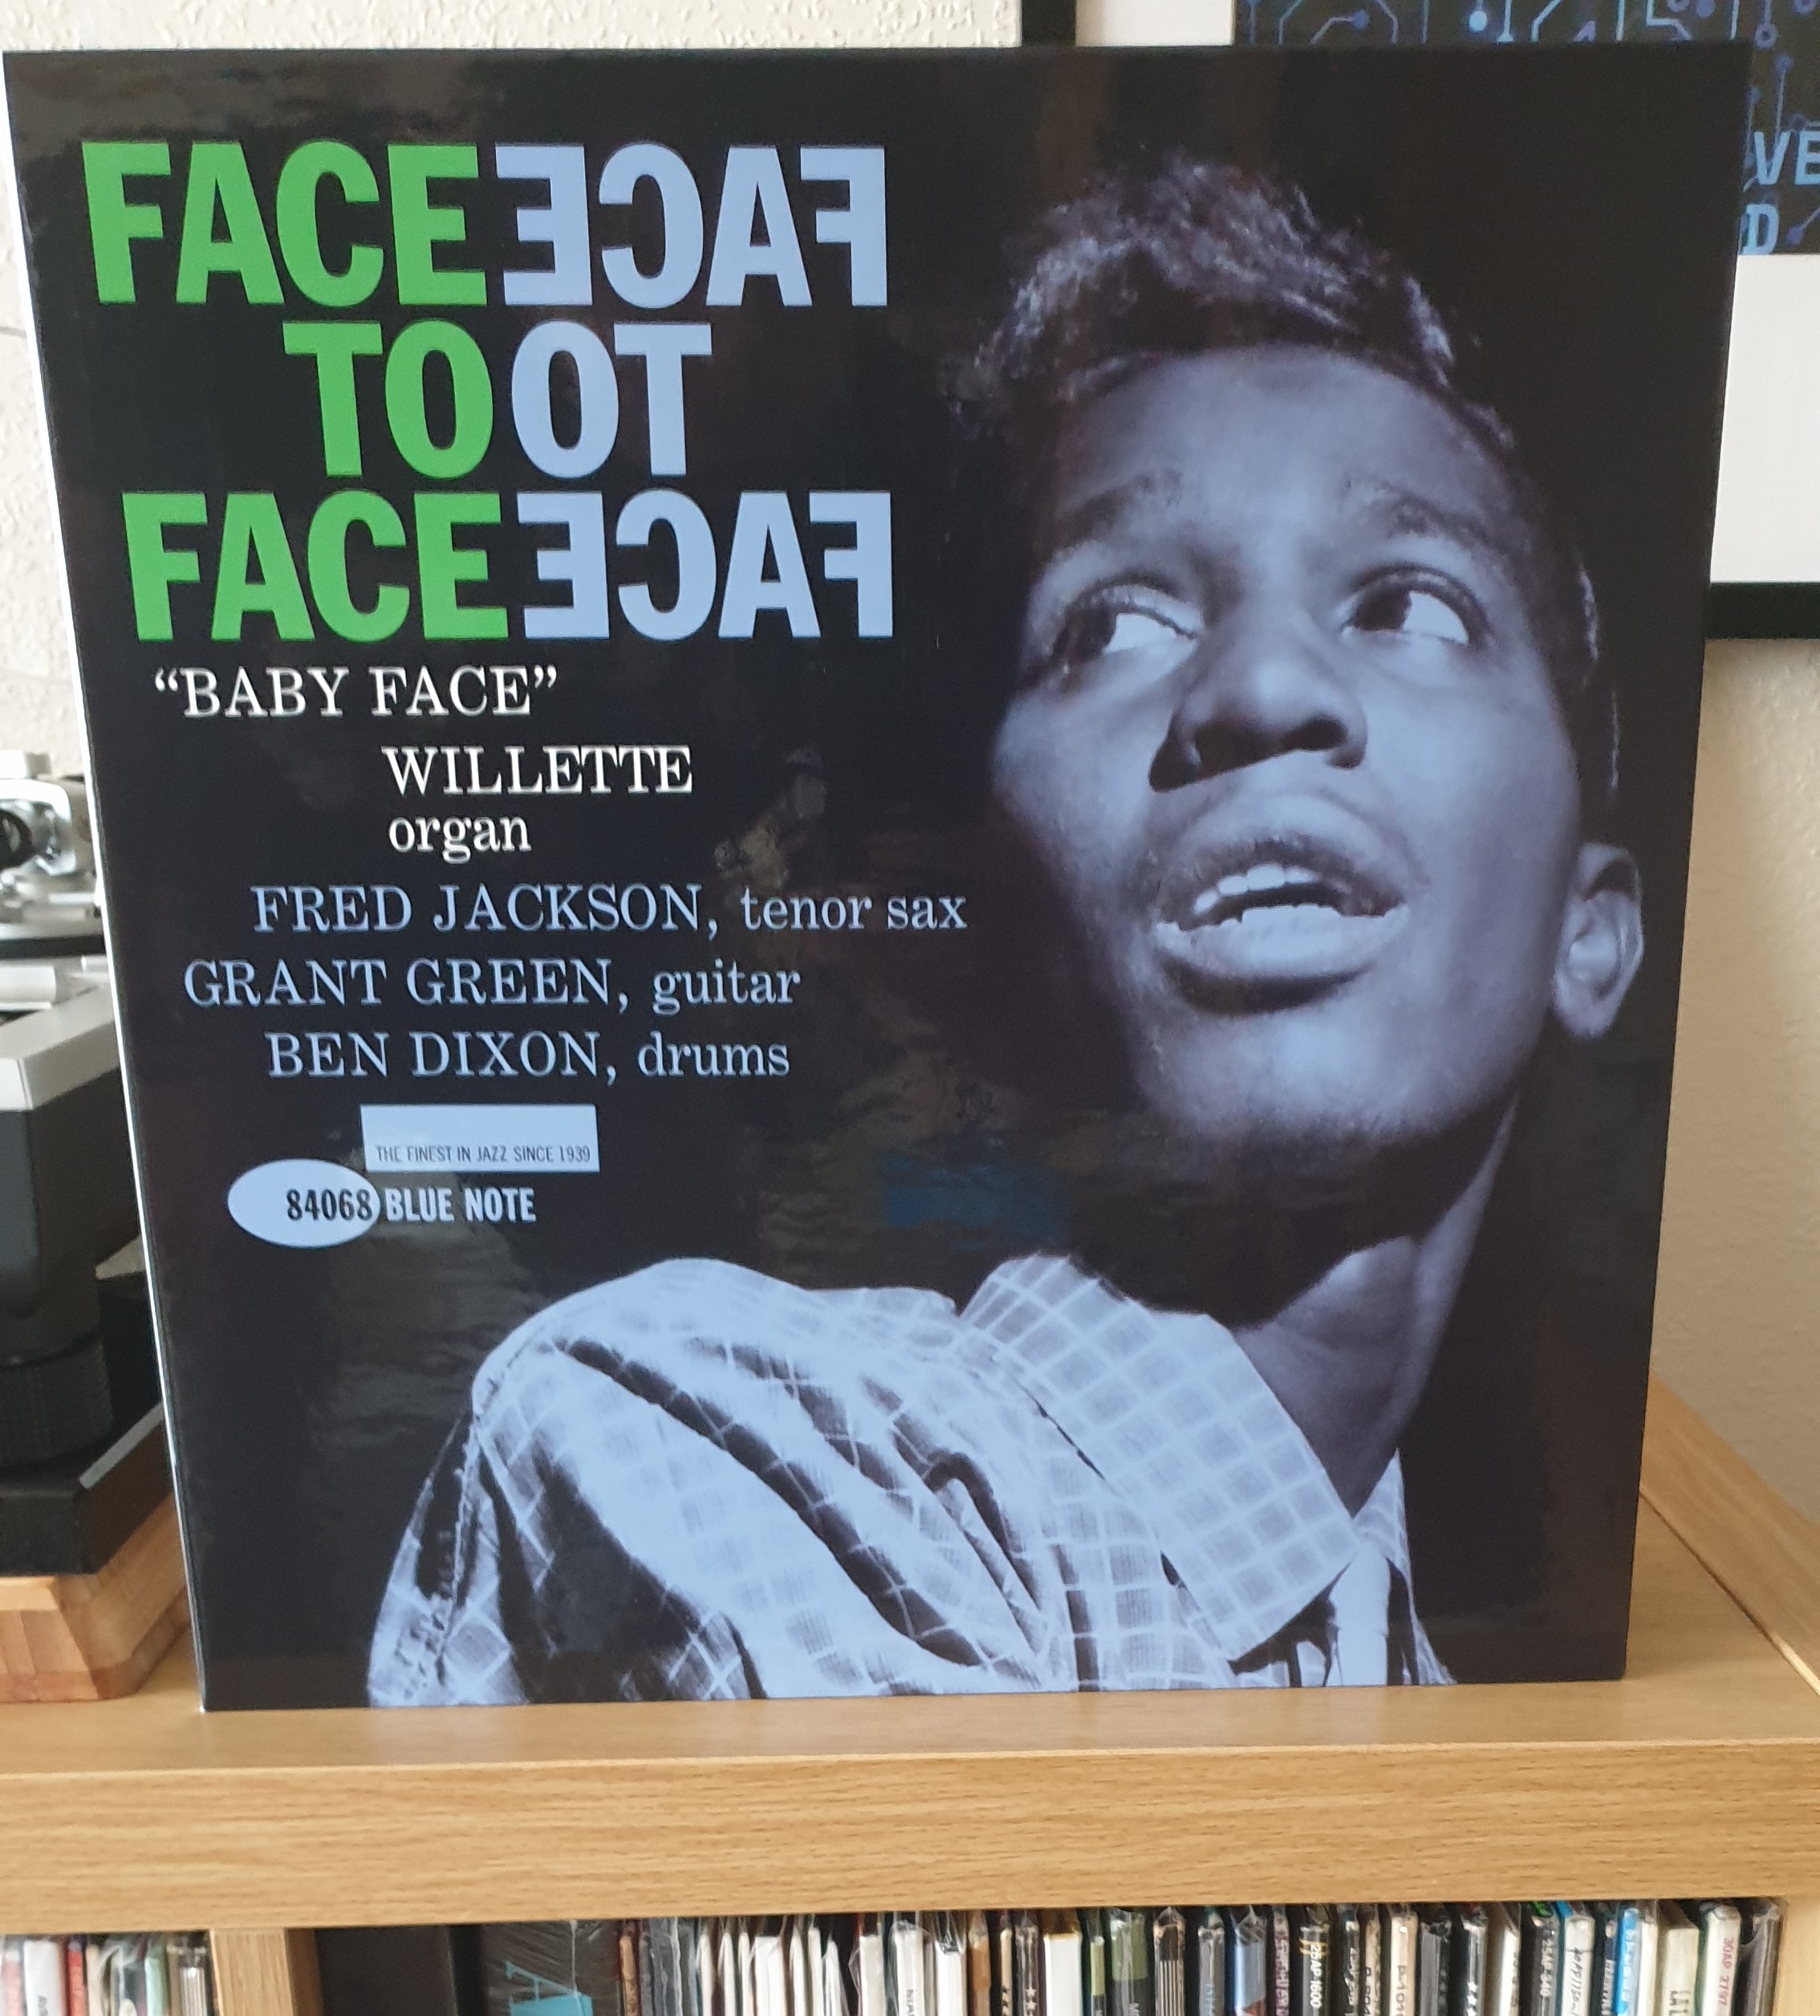 FACE FACE
TO TO
FACE FACE
“BABY FACE”
WILLETTE
organ
FRED JACKSON, tenor sax
GRANT GREEN, guitar
BEN DIXON, drums
THE FINEST IN JAZZ SINCE 1939
84068 BLUE NOTE
VE
D